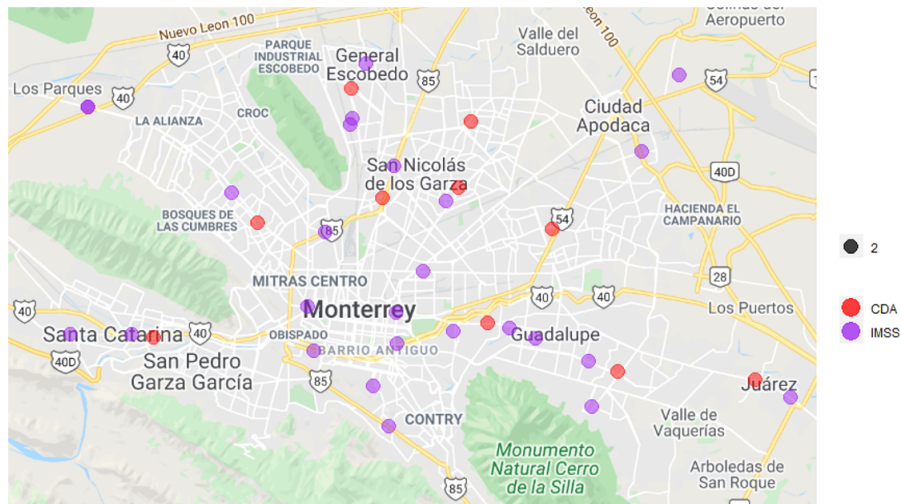 Nuevo Leon 100
Leon 100
Colinas del
Aeropuerto
Valle del
Salduero
PARQUE
INDUSTRIAL
ESCOBEDO
General
Escobedo
40
85
54
Los Parques
40
LA ALIANZA
CROC
Ciudad
Apodaca
San Nicolás
de los Garza
40D
BOSQUES DE
LAS CUMBRES
85
54
HACIENDA EL
CAMPANARIO
2
MITRAS CENTRO
28
40
40
40
Monterrey
Los Puertos
CDA
Santa Catarina
40
OBISPADO
Guadalupe
IMSS
40D
San Pedro
Garza García
BARRIO ANTIGUO
85
Juárez
CONTRY
Valle de
Vaquerías
Monumento
Natural Cerro
de la Silla
Arboledas de
San Roque
85